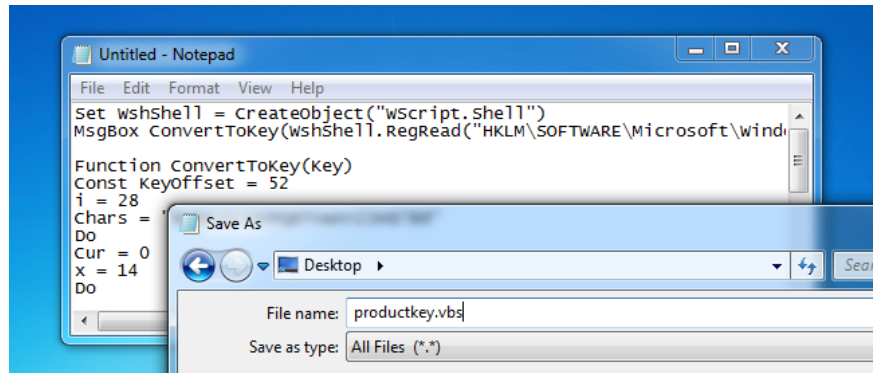 Untitled - Notepad
File Edit Format View Help
Set WshShell = CreateObject("WScript.Shell")
MsgBox ConvertToKey(WshShell.RegRead("HKLM\SOFTWARE\Microsoft\Wind
Function ConvertToKey(Key)
Const KeyOffset = 52
i = 28
Chars = "
Do
Cur = 0
x = 14
Do
Save As
Desktop
Sear
File name: productkey.vbs
Save as type: All Files (*.*)